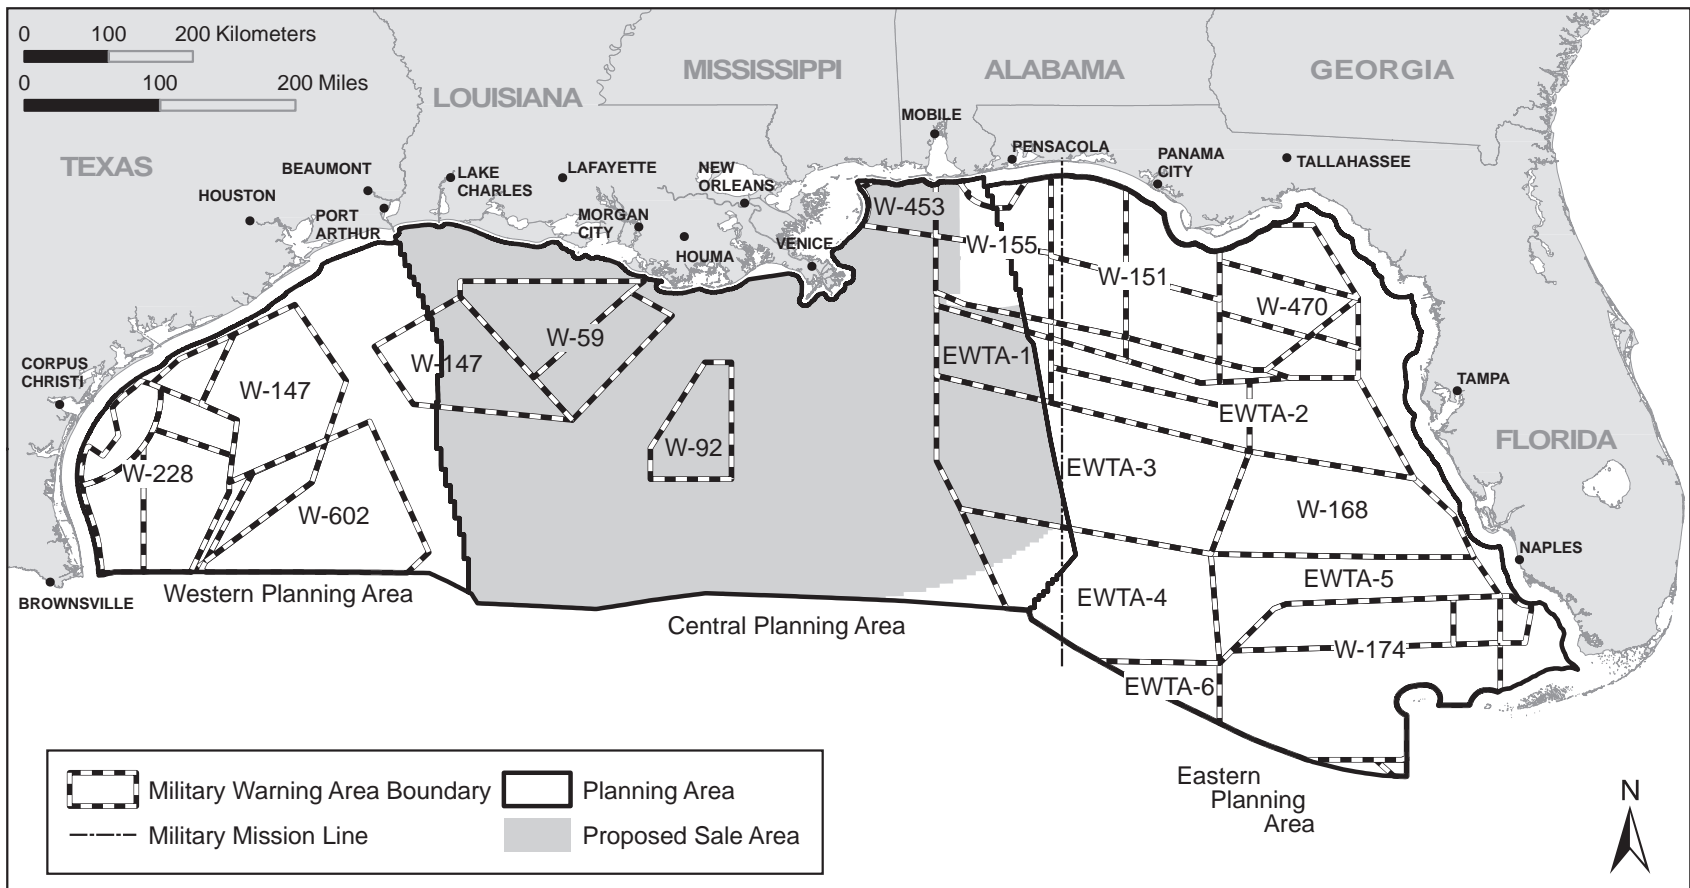 0 100 200 Kilometers
0 100 200 Miles
MISSISSIPPI
ALABAMA
GEORGIA
LOUISIANA
TEXAS
MOBILE
PENSACOLA
PANAMA
CITY
TALLAHASSEE
BEAUMONT
LAKE
CHARLES
LAFAYETTE
NEW
ORLEANS
HOUSTON
PORT
ARTHUR
MORGAN
CITY
HOUMA
VENICE
W-453
W-155
W-151
W-470
W-59
W-147
EWTA-1
CORPUS
CHRISTI
W-147
TAMPA
EWTA-2
FLORIDA
W-92
EWTA-3
W-228
W-602
W-168
NAPLES
EWTA-5
BROWNSVILLE
Western Planning Area
EWTA-4
Central Planning Area
W-174
EWTA-6
Eastern
Planning
Area
Military Warning Area Boundary
Planning Area
Military Mission Line
Proposed Sale Area
N